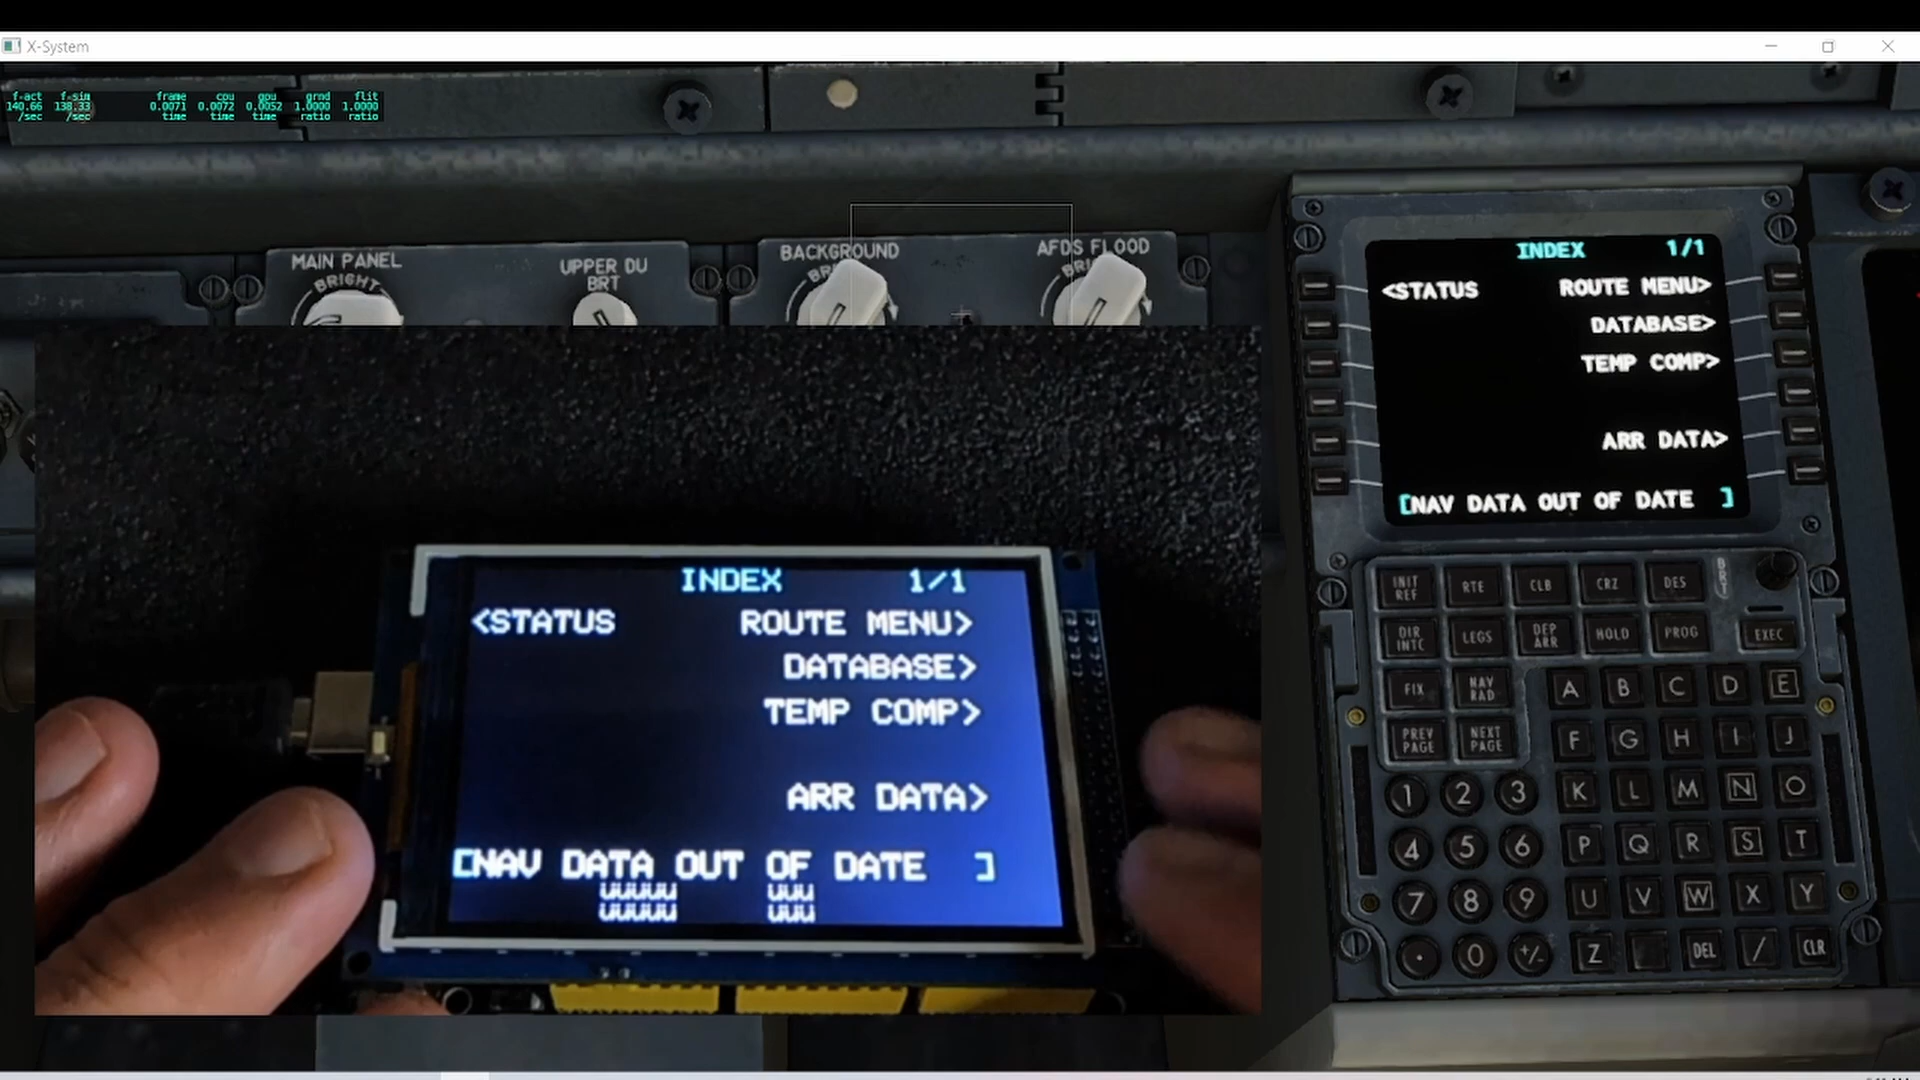 X-System
f-act f-sim frame cpu gpu grnd flit
140.66 138.33 0.0071 0.0072 0.0052 1.0000 1.0000
/sec /sec time time time ratio ratio
MAIN PANEL
BRIGHT
UPPER DU
BRT
BACKGROUND
AFDS FLOOD
INDEX 1/1
<STATUS ROUTE MENU>
DATABASE>
TEMP COMP>
ARR DATA>
[NAV DATA OUT OF DATE ]
INIT REF RTE CLB CRZ DES BRT
DIR INTC LEGS DEP ARR HOLD PROG EXEC
FIX NAV RAD A B C D E
PREV PAGE NEXT PAGE F G H I J
1 2 3 K L M N O
4 5 6 P Q R S T
7 8 9 U V W X Y
. 0 +/- Z DEL / CLR
INDEX 1/1
<STATUS ROUTE MENU>
DATABASE>
TEMP COMP>
ARR DATA>
[NAV DATA OUT OF DATE ]